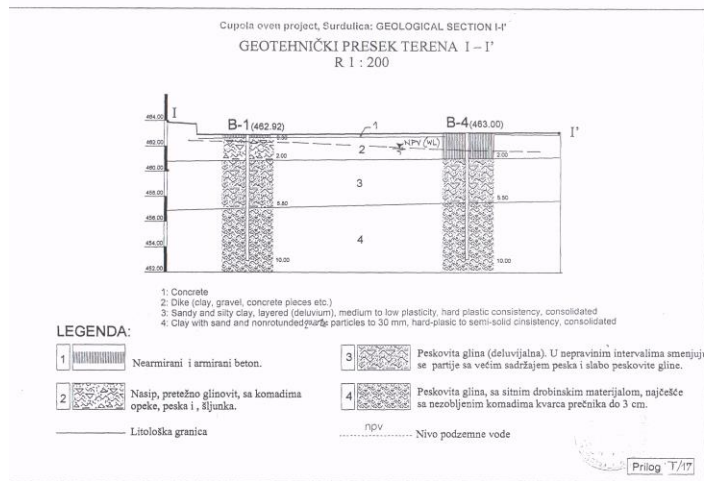 Cupola oven project, Surdulica: GEOLOGICAL SECTION I-I'
GEOTEHNIČKI PRESEK TERENA I – I'
R 1 : 200
464.00
I
B-1(462.92)
1
B-4(463.00)
I'
462.00
2
NPV (WL)
2.00
2.00
460.00
3
458.00
5.50
5.50
456.00
4
454.00
10.00
10.00
452.00
1: Concrete
2: Dike (clay, gravel, concrete pieces etc.)
3: Sandy and silty clay, layered (deluvium), medium to low plasticity, hard plastic consistency, consolidated
4: Clay with sand and nonrotunded particles to 30 mm, hard-plasic to semi-solid cinsistency, consolidated
LEGENDA:
1 Nearmirani i armirani beton.
2 Nasip, pretežno glinovit, sa komadima
opeke, peska i , šljunka.
Litološka granica
3 Peskovita glina (deluvijalna). U nepravinim intervalima smenjuju
se partije sa većim sadržajem peska i slabo peskovite gline.
4 Peskovita glina, sa sitnim drobinskim materijalom, najčešće
sa nezobljenim komadima kvarca prečnika do 3 cm.
npv
Nivo podzemne vode
Prilog T/17